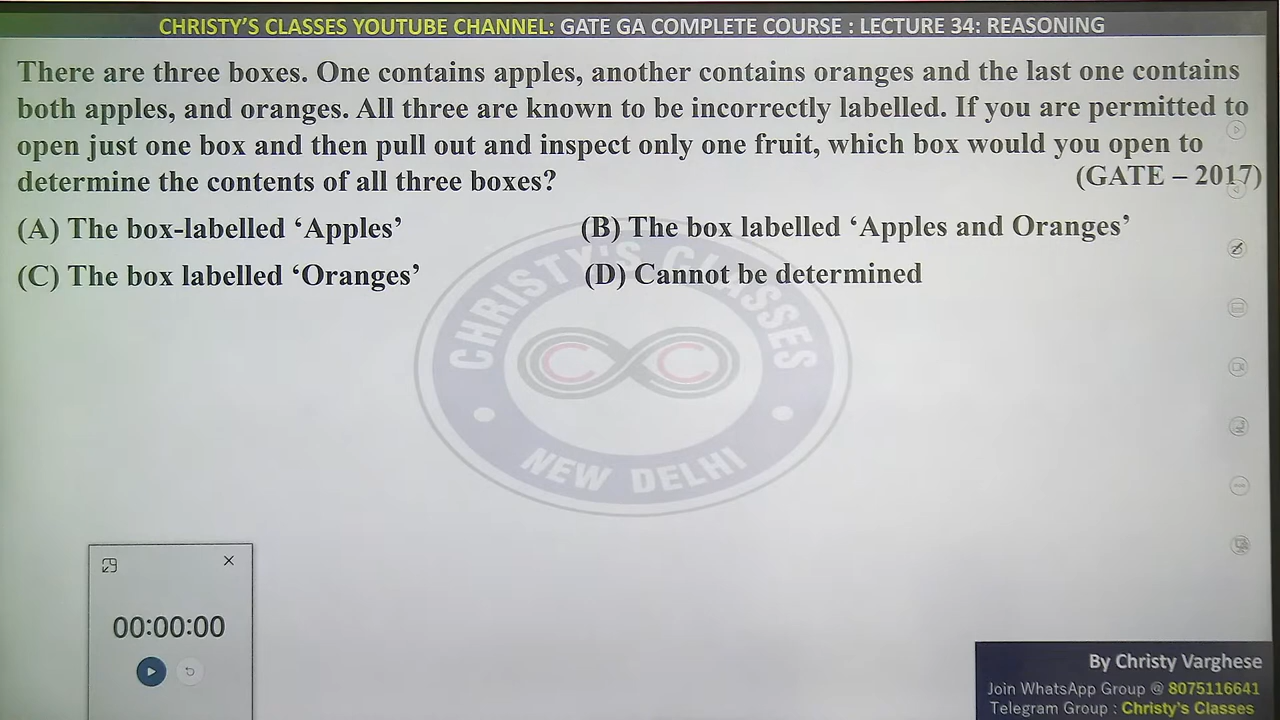 CHRISTY'S CLASSES YOUTUBE CHANNEL: GATE GA COMPLETE COURSE : LECTURE 34: REASONING
There are three boxes. One contains apples, another contains oranges and the last one contains
both apples, and oranges. All three are known to be incorrectly labelled. If you are permitted to
open just one box and then pull out and inspect only one fruit, which box would you open to
determine the contents of all three boxes? (GATE – 2017)
(A) The box-labelled ‘Apples’ (B) The box labelled ‘Apples and Oranges’
(C) The box labelled ‘Oranges’ (D) Cannot be determined
CHRISTY'S CLASSES
CC
NEW DELHI
00:00:00
By Christy Varghese
Join WhatsApp Group @ 8075116641
Telegram Group : Christy's Classes